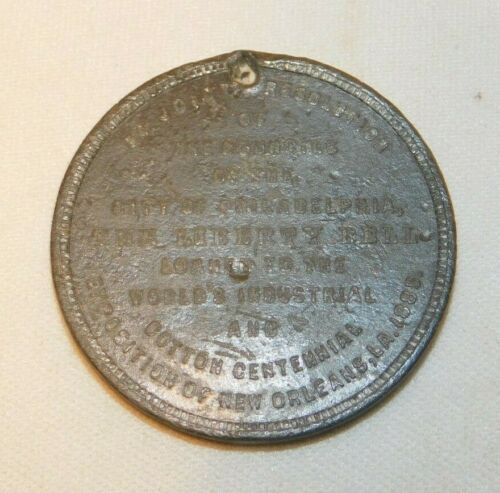 BY JOINT RESOLUTION
OF
THE COUNCILS
OF THE
CITY OF PHILADELPHIA,
THE LIBERTY BELL
LOANED TO THE
WORLD'S INDUSTRIAL
AND
COTTON CENTENNIAL
EXPOSITION OF NEW ORLEANS, LA. 1885.